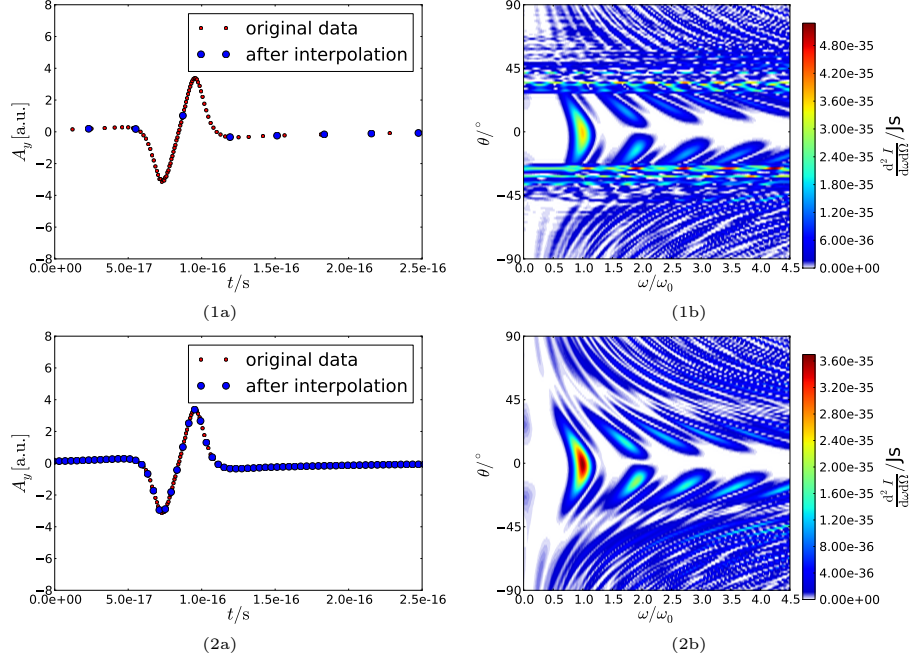 8
6
4
2
0
−2
−4
−6
−8
A_y [a.u.]
original data
after interpolation
0.0e+00 5.0e-17 1.0e-16 1.5e-16 2.0e-16 2.5e-16
t/s
(1a)
90
45
0
−45
−90
θ/°
0.0 0.5 1.0 1.5 2.0 2.5 3.0 3.5 4.0 4.5
ω/ω₀
4.80e-35
4.20e-35
3.60e-35
3.00e-35
2.40e-35
1.80e-35
1.20e-35
6.00e-36
0.00e+00
d² I/dωdΩ /Js
(1b)
8
6
4
2
0
−2
−4
−6
−8
A_y [a.u.]
original data
after interpolation
0.0e+00 5.0e-17 1.0e-16 1.5e-16 2.0e-16 2.5e-16
t/s
(2a)
90
45
0
−45
−90
θ/°
0.0 0.5 1.0 1.5 2.0 2.5 3.0 3.5 4.0 4.5
ω/ω₀
3.60e-35
3.20e-35
2.80e-35
2.40e-35
2.00e-35
1.60e-35
1.20e-35
8.00e-36
4.00e-36
0.00e+00
d² I/dωdΩ /Js
(2b)